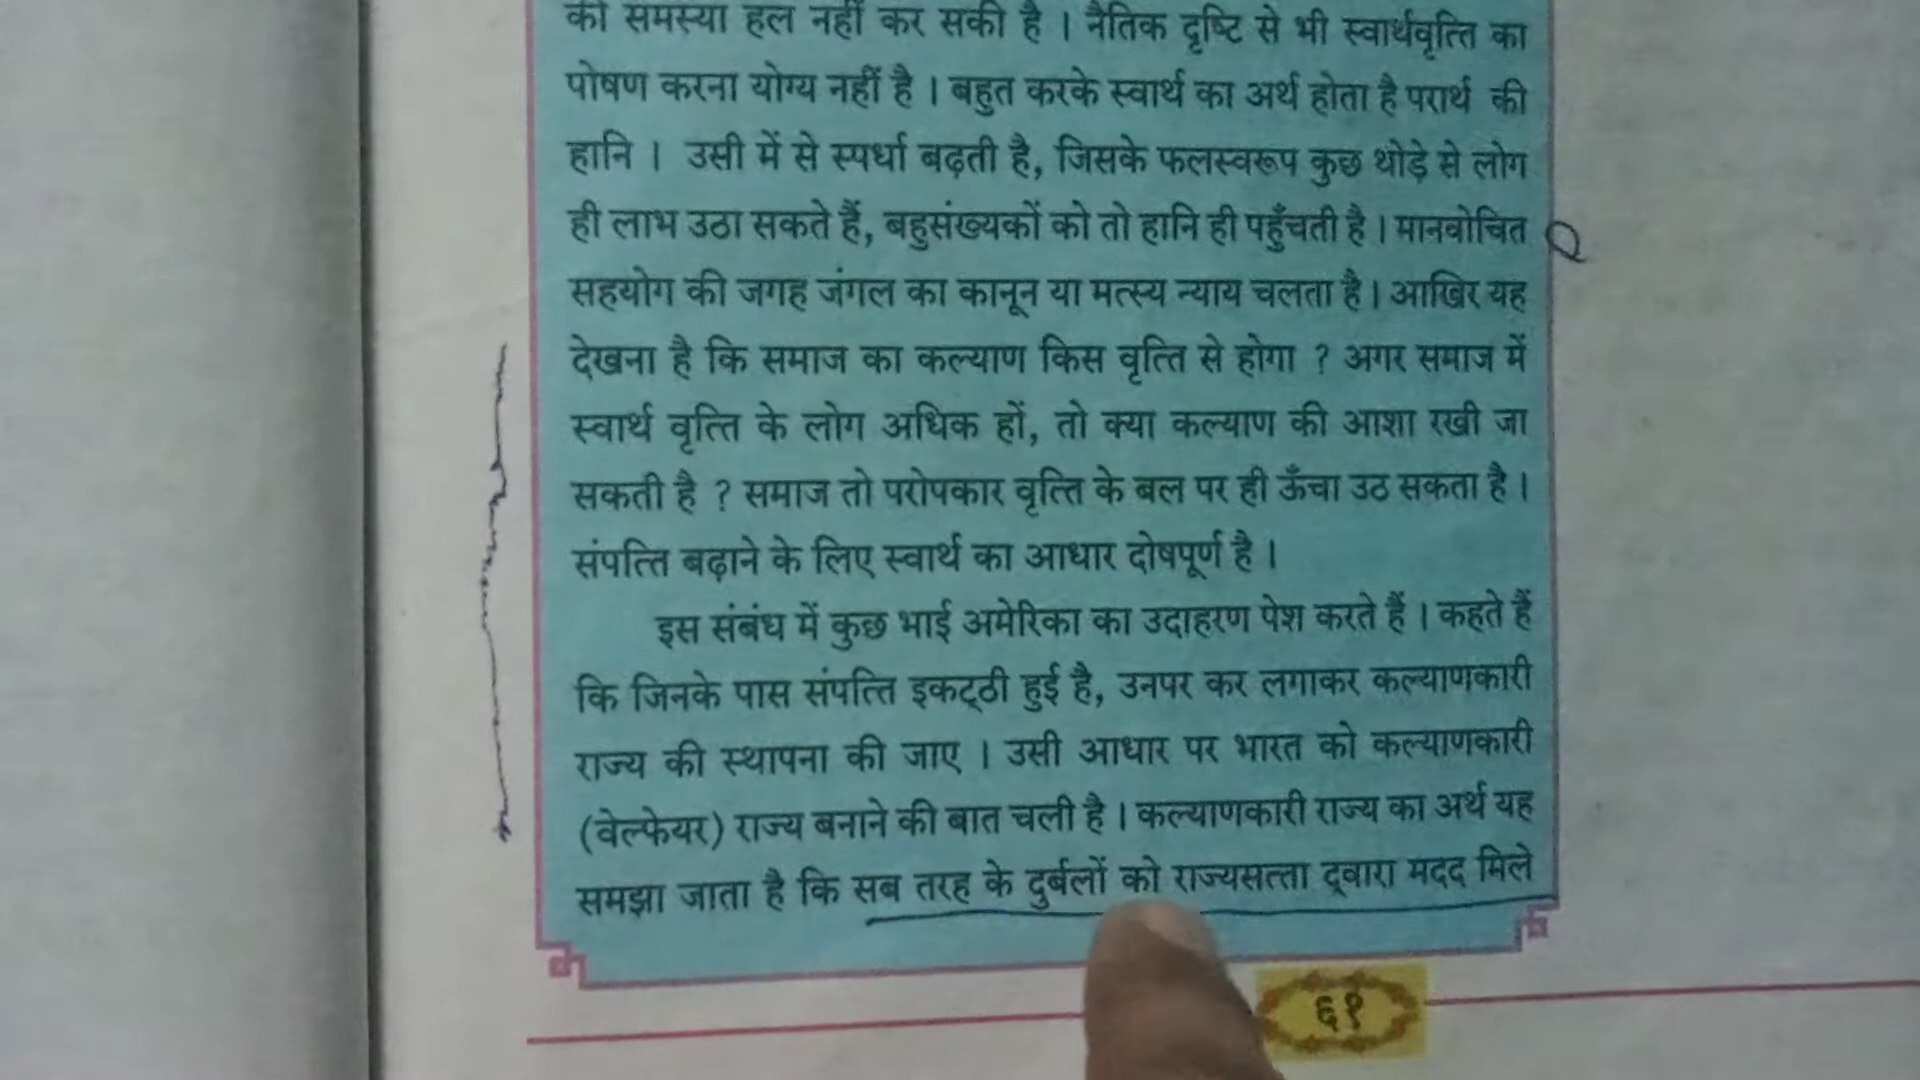 की समस्या हल नहीं कर सकी है । नैतिक दृष्टि से भी स्वार्थवृत्ति का
पोषण करना योग्य नहीं है । बहुत करके स्वार्थ का अर्थ होता है परार्थ की
हानि । उसी में से स्पर्धा बढ़ती है, जिसके फलस्वरूप कुछ थोड़े से लोग
ही लाभ उठा सकते हैं, बहुसंख्यकों को तो हानि ही पहुँचती है । मानवोचित
सहयोग की जगह जंगल का कानून या मत्स्य न्याय चलता है । आखिर यह
देखना है कि समाज का कल्याण किस वृत्ति से होगा ? अगर समाज में
स्वार्थ वृत्ति के लोग अधिक हों, तो क्या कल्याण की आशा रखी जा
सकती है ? समाज तो परोपकार वृत्ति के बल पर ही ऊँचा उठ सकता है ।
संपत्ति बढ़ाने के लिए स्वार्थ का आधार दोषपूर्ण है ।
इस संबंध में कुछ भाई अमेरिका का उदाहरण पेश करते हैं । कहते हैं
कि जिनके पास संपत्ति इकट्ठी हुई है, उनपर कर लगाकर कल्याणकारी
राज्य की स्थापना की जाए । उसी आधार पर भारत को कल्याणकारी
(वेल्फेयर) राज्य बनाने की बात चली है । कल्याणकारी राज्य का अर्थ यह
समझा जाता है कि सब तरह के दुर्बलों को राज्यसत्ता द्वारा मदद मिले
६१